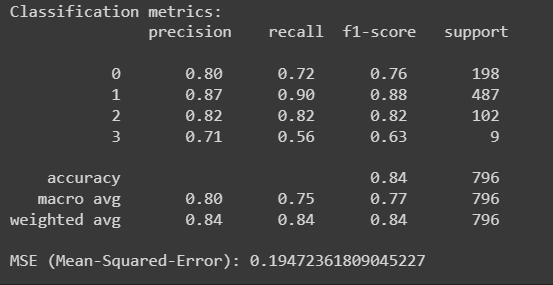 Classification metrics:
precision recall f1-score support
0 0.80 0.72 0.76 198
1 0.87 0.90 0.88 487
2 0.82 0.82 0.82 102
3 0.71 0.56 0.63 9
accuracy 0.84 796
macro avg 0.80 0.75 0.77 796
weighted avg 0.84 0.84 0.84 796
MSE (Mean-Squared-Error): 0.19472361809045227